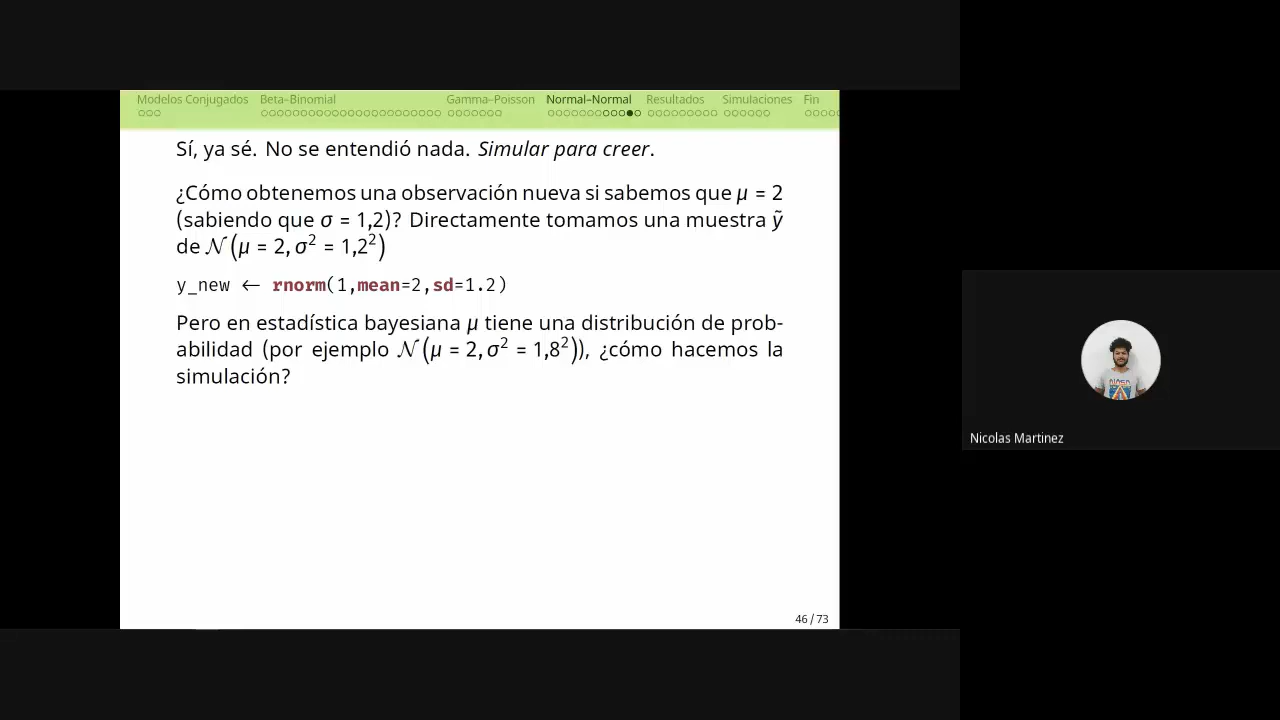 Modelos Conjugados Beta–Binomial Gamma–Poisson Normal–Normal Resultados Simulaciones Fin
Sí, ya sé. No se entendió nada. Simular para creer.
¿Cómo obtenemos una observación nueva si sabemos que μ = 2
(sabiendo que σ = 1,2)? Directamente tomamos una muestra ỹ
de 𝒩(μ = 2, σ² = 1,2²)
y_new ← rnorm(1,mean=2,sd=1.2)
Pero en estadística bayesiana μ tiene una distribución de prob-
abilidad (por ejemplo 𝒩(μ = 2, σ² = 1,8²)), ¿cómo hacemos la
simulación?
46 / 73
Nicolas Martinez